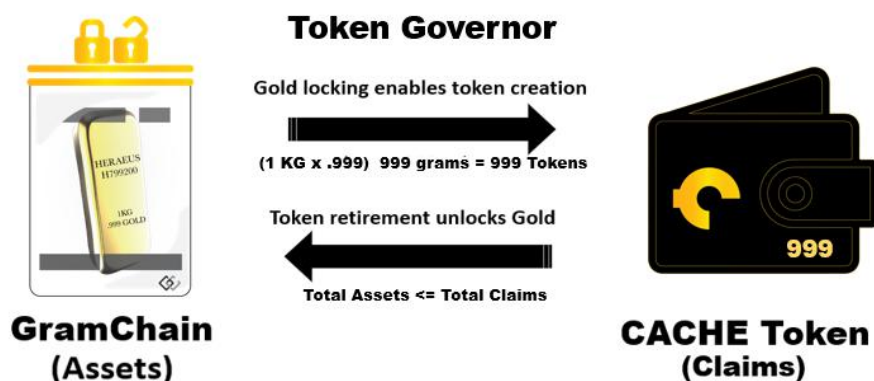 Token Governor
Gold locking enables token creation
(1 KG x .999) 999 grams = 999 Tokens
Token retirement unlocks Gold
Total Assets <= Total Claims
HERAEUS
H799200
1KG
.999 GOLD
GramChain
(Assets)
999
CACHE Token
(Claims)